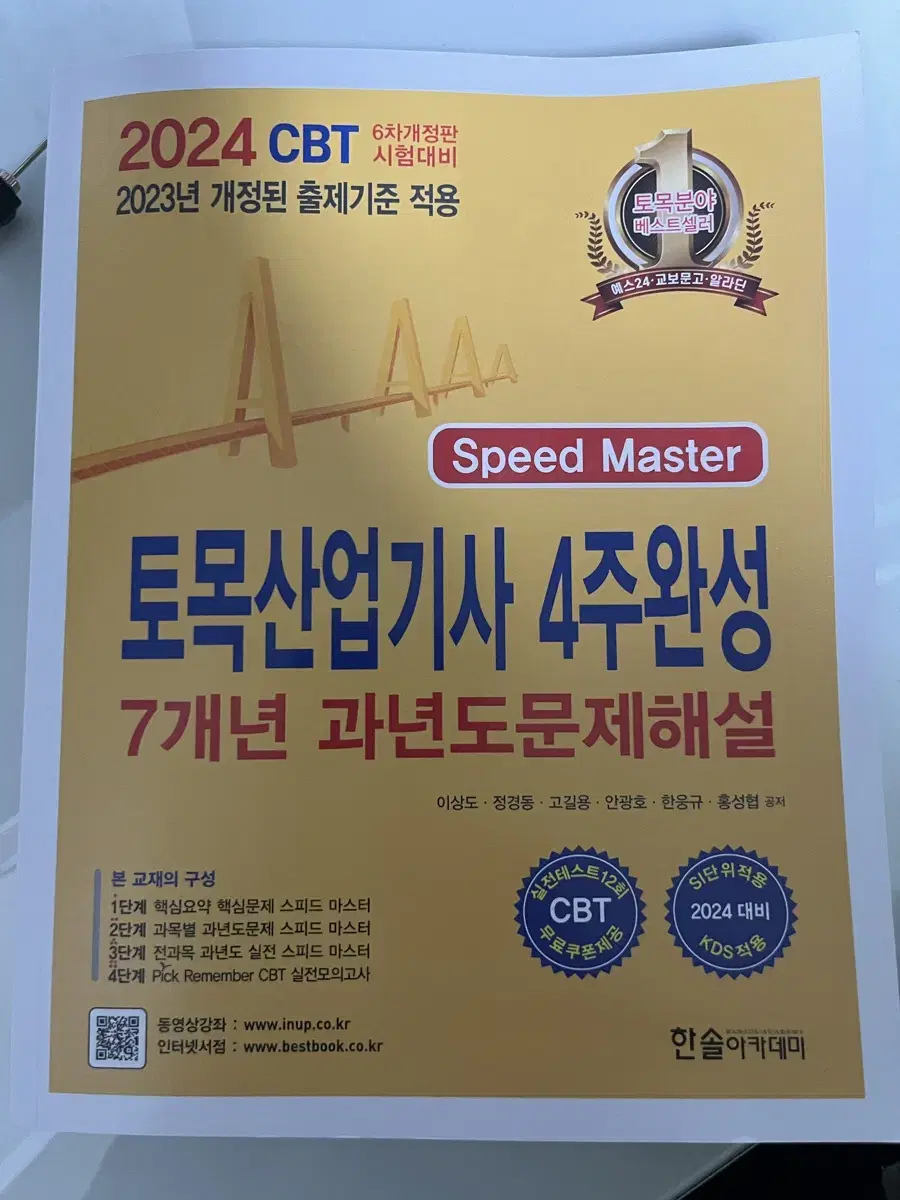 2024 CBT 6차개정판
시험대비
2023년 개정된 출제기준 적용
1
토목분야
베스트셀러
예스24·교보문고·알라딘
Speed Master
토목산업기사 4주완성
7개년 과년도문제해설
이상도 · 정경동 · 고길용 · 안광호 · 한웅규 · 홍성협 공저
본 교재의 구성
1단계 핵심요약 핵심문제 스피드 마스터
2단계 과목별 과년도문제 스피드 마스터
3단계 전과목 과년도 실전 스피드 마스터
4단계 Pick Remember CBT 실전모의고사
실전테스트12회
CBT
무료쿠폰제공
SI단위적용
2024 대비
KDS적용
동영상강좌 : www.inup.co.kr
인터넷서점 : www.bestbook.co.kr
한솔아카데미